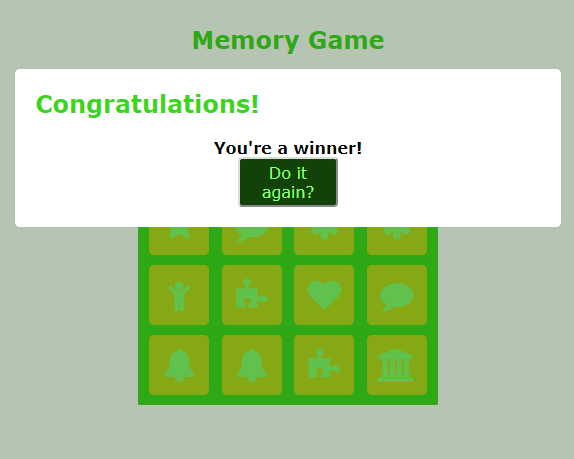 Memory Game
Congratulations!
You're a winner!
Do it
again?